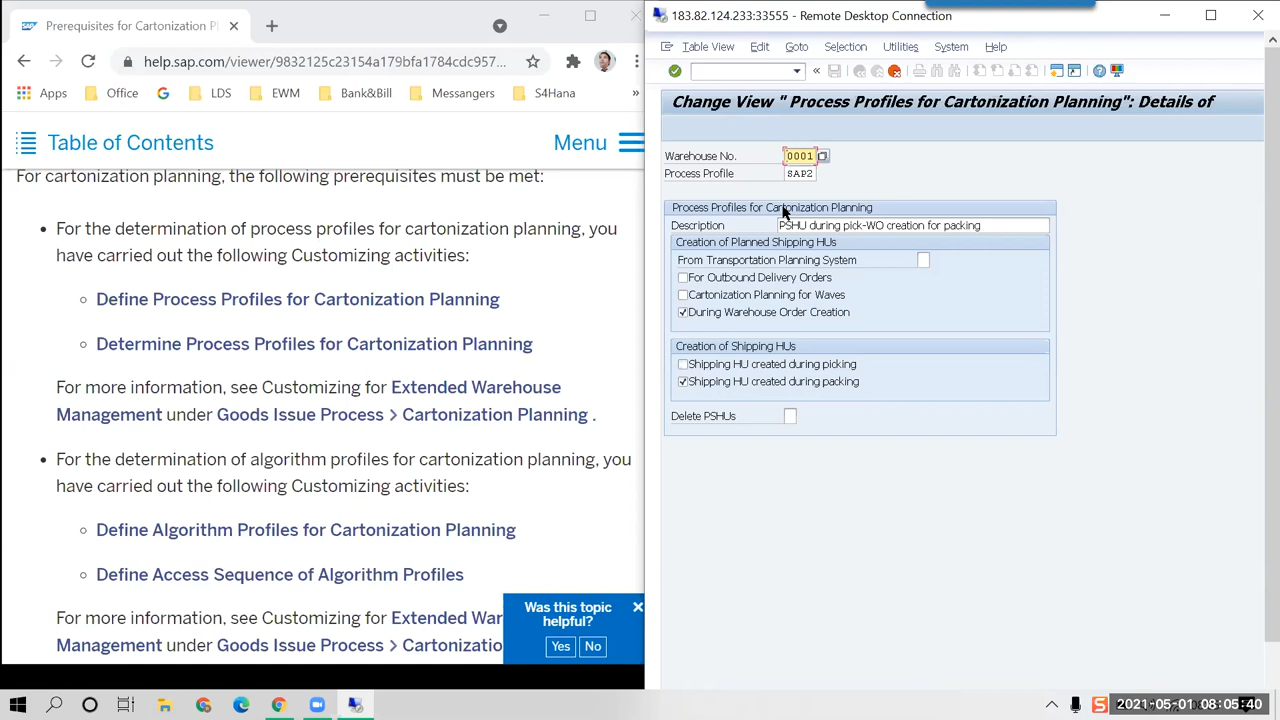 Prerequisites for Cartonization P
help.sap.com/viewer/9832125c23154a179bfa1784cdc957...
Apps
Office
LDS
EWM
Bank&Bill
Messangers
S4Hana
»
Table of Contents
Menu
For cartonization planning, the following prerequisites must be met:
For the determination of process profiles for cartonization planning, you
have carried out the following Customizing activities:
Define Process Profiles for Cartonization Planning
Determine Process Profiles for Cartonization Planning
For more information, see Customizing for Extended Warehouse
Management under Goods Issue Process > Cartonization Planning .
For the determination of algorithm profiles for cartonization planning, you
have carried out the following Customizing activities:
Define Algorithm Profiles for Cartonization Planning
Define Access Sequence of Algorithm Profiles
For more information, see Customizing for Extended War
Management under Goods Issue Process > Cartonizatio
Was this topic
helpful?
Yes No
183.82.124.233:33555 - Remote Desktop Connection
Table View Edit Goto Selection Utilities System Help
Change View " Process Profiles for Cartonization Planning": Details of
Warehouse No. 0001
Process Profile SAP2
Process Profiles for Cartonization Planning
Description PSHU during pick-WO creation for packing
Creation of Planned Shipping HUs
From Transportation Planning System
For Outbound Delivery Orders
Cartonization Planning for Waves
During Warehouse Order Creation
Creation of Shipping HUs
Shipping HU created during picking
Shipping HU created during packing
Delete PSHUs
2021-05-01 08:05:40